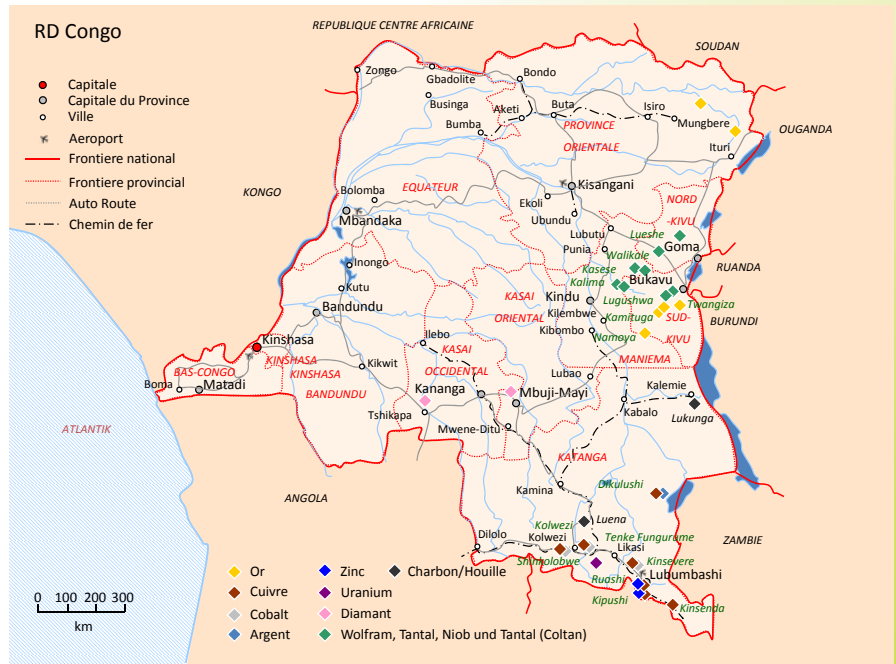 RD Congo
REPUBLIQUE CENTRE AFRICAINE
SOUDAN
Capitale
Capitale du Province
Ville
Aeroport
Frontiere national
Frontiere provincial
Auto Route
Chemin de fer
Zongo
Gbadolite
Bondo
Businga
Aketi
Buta
Isiro
Mungbere
Bumba
PROVINCE
ORIENTALE
OUGANDA
Ituri
KONGO
Bolomba
EQUATEUR
Kisangani
Mbandaka
Ekoli
Ubundu
NORD
-KIVU
Lubutu
Lueshe
Punia
Walikale
Goma
Inongo
Kasese
RUANDA
Kutu
Kalima
Bukavu
KASAI
ORIENTAL
Kindu
Lugushwa
Twangiza
Bandundu
Kilembwe
Kamituga
SUD-
KIVU
BURUNDI
Kibombo
Namoya
Kinshasa
Ilebo
KASAI
OCCIDENTAL
MANIEMA
KINSHASA
KINSHASA
BAS-CONGO
Kikwit
Lubao
Boma
Matadi
BANDUNDU
Kananga
Mbuji-Mayi
Kalemie
Tshikapa
Kabalo
Lukunga
Mwene-Ditu
ATLANTIK
KATANGA
Kamina
Dikulushi
ANGOLA
Kolwezi
Luena
Dilolo
Kolwezi
Tenke Fungurume
ZAMBIE
Shinkolobwe
Likasi
Kinsevere
Lubumbashi
Ruashi
Kipushi
Kinsenda
Or
Zinc
Charbon/Houille
Cuivre
Uranium
Cobalt
Diamant
Argent
Wolfram, Tantal, Niob und Tantal (Coltan)
0 100 200 300
km